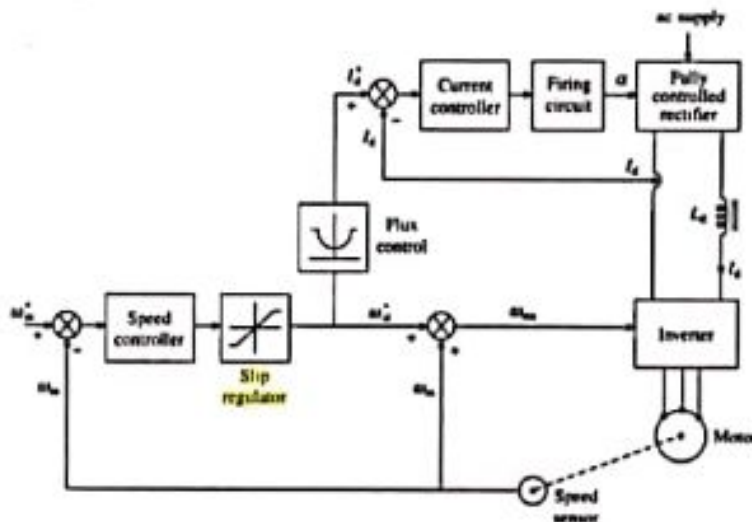 ac supply
I*d
+
-
Current
controller
Firing
circuit
α
Fully
controlled
rectifier
Id
Id
Ld
Id
Flux
control
ω*m
+
-
Speed
controller
Slip
regulator
ω*sl
+
+
Inverter
ωm
ωm
Motor
Speed
sensor